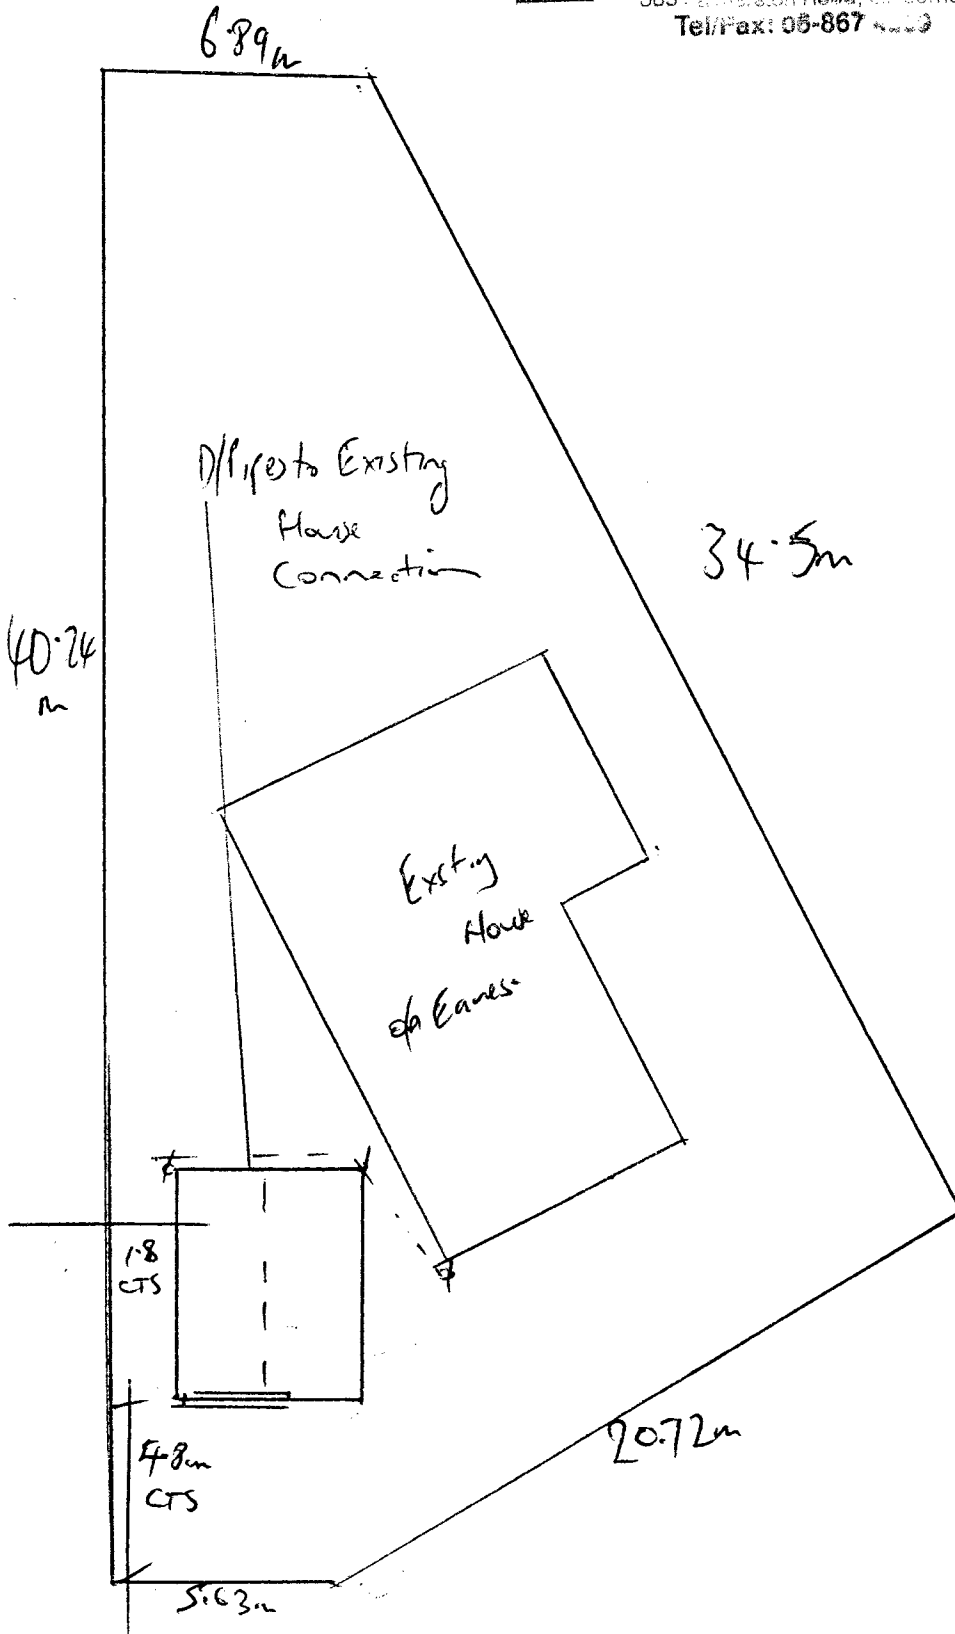 Tel/Fax: 06-867
6.89m
D/Pipes to Existing
House
Connection
34.5m
40.24
m
Existing
House
o/a Eaves
1.8
CTS
4.8m
CTS
20.72m
5.63m